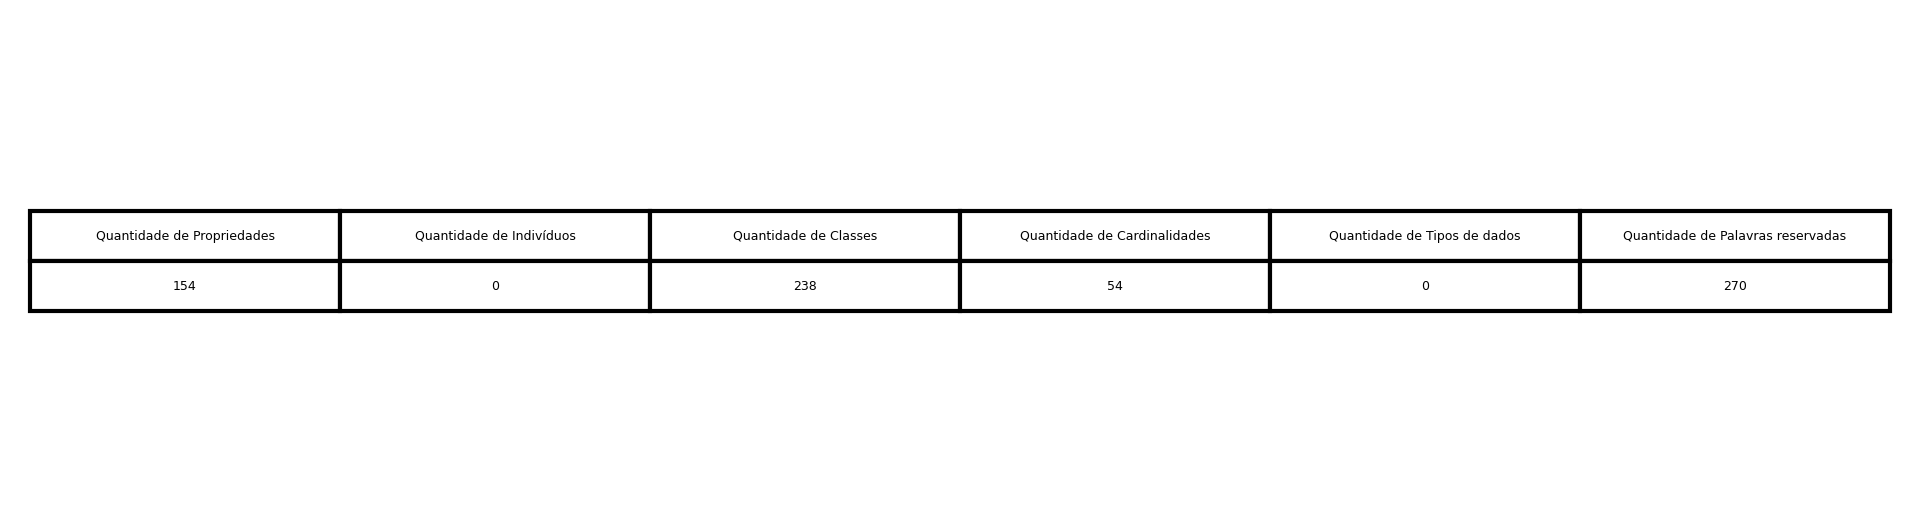 Quantidade de Propriedades Quantidade de Indivíduos Quantidade de Classes Quantidade de Cardinalidades Quantidade de Tipos de dados Quantidade de Palavras reservadas
154 0 238 54 0 270